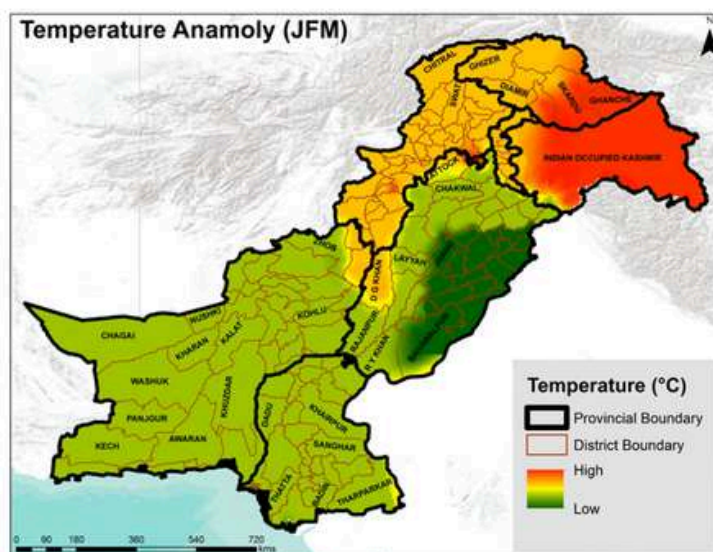 Temperature Anamoly (JFM)
N
CHITRAL
GHIZER
DIAMIR
SWAT
SKARDU
GHANCHE
INDIAN OCCUPIED KASHMIR
ATTOCK
CHAKWAL
ZHOB
LAYYAH
D G KHAN
NUSHKI
KOHLU
RAJANPUR
R Y KHAN
CHAGAI
KHARAN
KALAT
WASHUK
KHUZDAR
DADU
KHAIRPUR
PANJGUR
SANGHAR
KECH
AWARAN
THATTA
BADIN
THARPARKAR
Temperature (°C)
Provincial Boundary
District Boundary
High
Low
0 90 180 360 540 720
kms